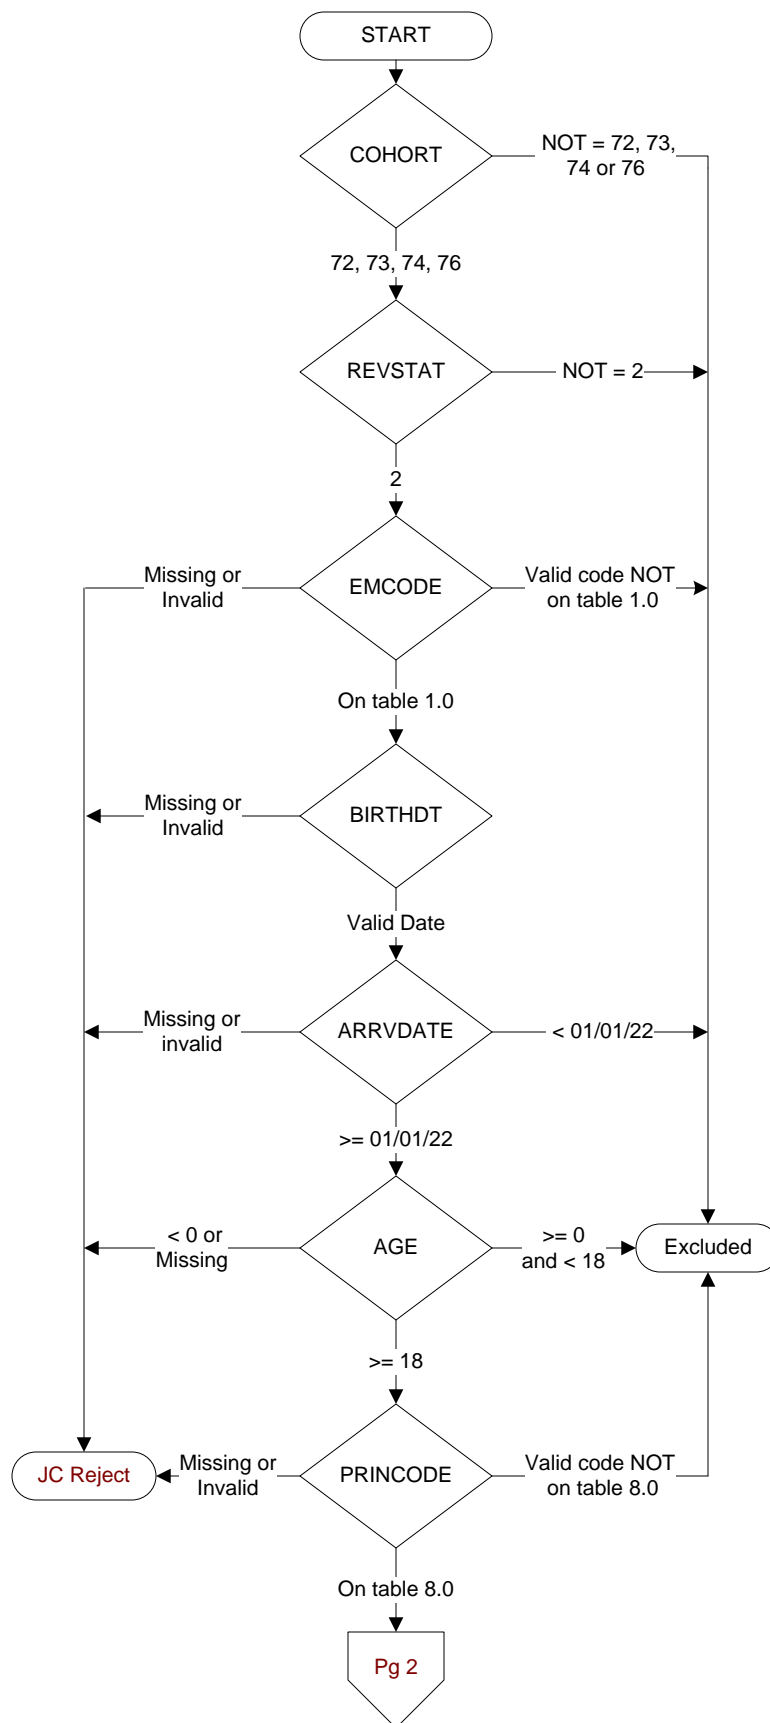 START
COHORT
NOT = 72, 73,
74 or 76
72, 73, 74, 76
REVSTAT
NOT = 2
2
Missing or
Invalid
EMCODE
Valid code NOT
on table 1.0
On table 1.0
Missing or
Invalid
BIRTHDT
Valid Date
Missing or
invalid
ARRVDATE
< 01/01/22
>= 01/01/22
< 0 or
Missing
AGE
>= 0
and < 18
Excluded
>= 18
JC Reject
Missing or
Invalid
PRINCODE
Valid code NOT
on table 8.0
On table 8.0
Pg 2